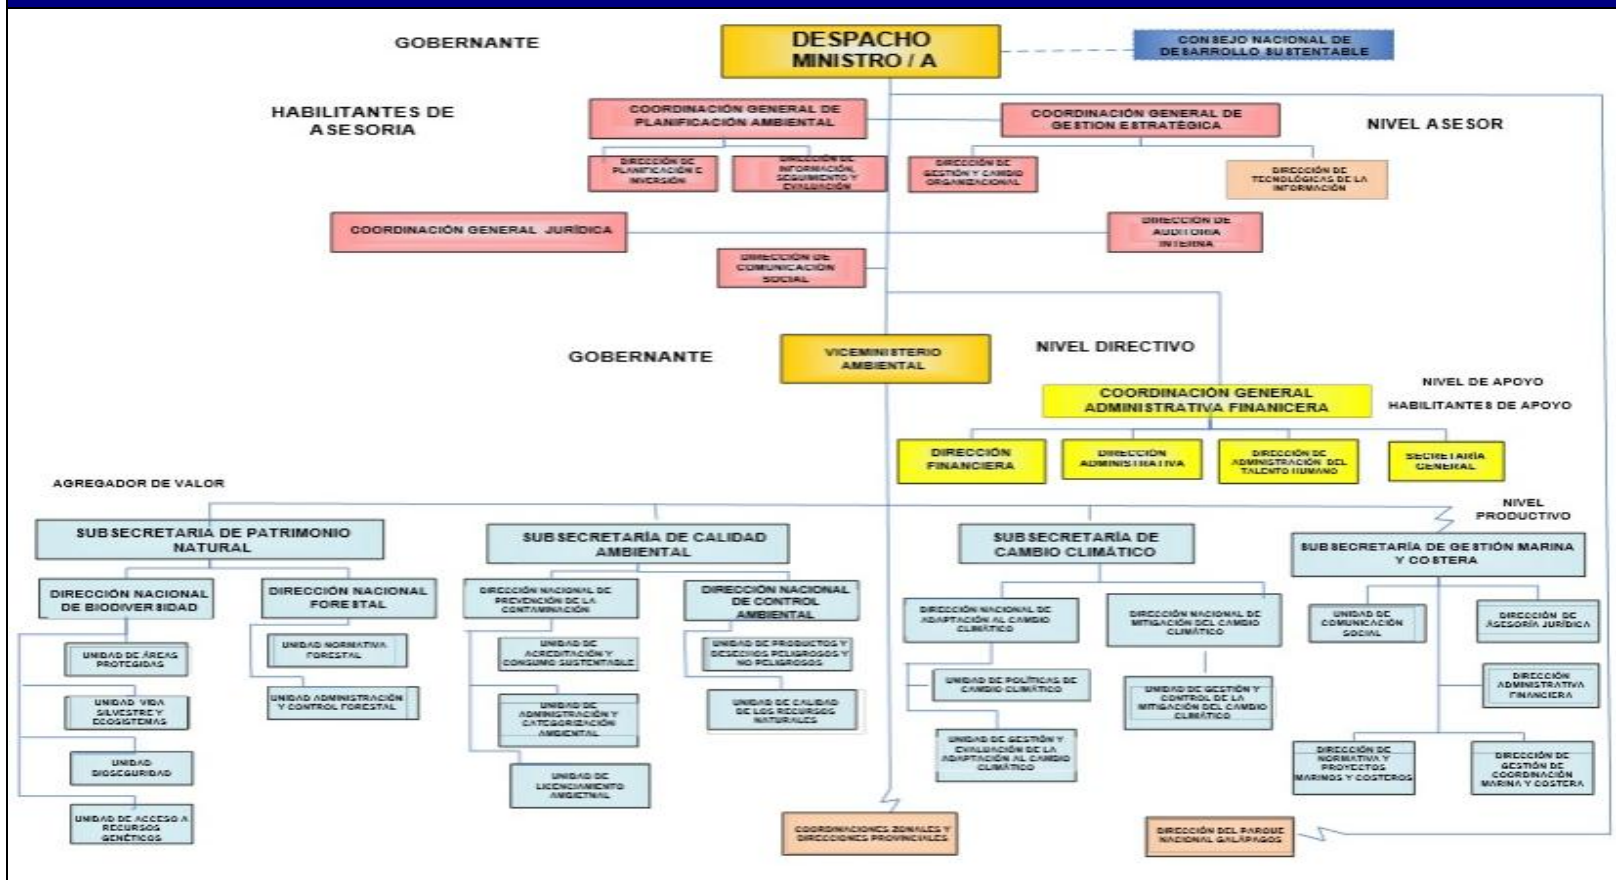 GOBERNANTE
DESPACHO
MINISTRO / A
CONSEJO NACIONAL DE
DESARROLLO SUSTENTABLE
HABILITANTES DE
ASESORIA
COORDINACIÓN GENERAL DE
PLANIFICACIÓN AMBIENTAL
COORDINACIÓN GENERAL DE
GESTION ESTRATÉGICA
NIVEL ASESOR
DIRECCIÓN DE
PLANIFICACIÓN E
INVERSIÓN
DIRECCIÓN DE
INFORMACIÓN,
SEGUIMIENTO Y
EVALUACIÓN
DIRECCIÓN DE
GESTIÓN Y CAMBIO
ORGANIZACIONAL
DIRECCIÓN DE
TECNOLÓGICAS DE LA
INFORMACIÓN
COORDINACIÓN GENERAL JURÍDICA
DIRECCIÓN DE
AUDITORIA
INTERNA
DIRECCIÓN DE
COMUNICACIÓN
SOCIAL
GOBERNANTE
VICEMINISTERIO
AMBIENTAL
NIVEL DIRECTIVO
NIVEL DE APOYO
HABILITANTES DE APOYO
COORDINACIÓN GENERAL
ADMINISTRATIVA FINANICERA
DIRECCIÓN
FINANCIERA
DIRECCIÓN
ADMINISTRATIVA
DIRECCIÓN DE
ADMINISTRACIÓN DEL
TALENTO HUMANO
SECRETARÍA
GENERAL
AGREGADOR DE VALOR
NIVEL
PRODUCTIVO
SUBSECRETARÍA DE PATRIMONIO
NATURAL
SUBSECRETARÍA DE CALIDAD
AMBIENTAL
SUBSECRETARÍA DE
CAMBIO CLIMÁTICO
SUBSECRETARÍA DE GESTIÓN MARINA
Y COSTERA
DIRECCIÓN NACIONAL
DE BIODIVERSIDAD
DIRECCIÓN NACIONAL
FORESTAL
DIRECCIÓN NACIONAL DE
PREVENCIÓN DE LA
CONTAMINACIÓN
DIRECCIÓN NACIONAL
DE CONTROL
AMBIENTAL
DIRECCIÓN NACIONAL DE
ADAPTACIÓN AL CAMBIO
CLIMÁTICO
DIRECCIÓN NACIONAL DE
MITIGACIÓN DEL CAMBIO
CLIMÁTICO
UNIDAD DE
COMUNICACIÓN
SOCIAL
DIRECCIÓN DE
ASESORÍA JURÍDICA
UNIDAD DE ÁREAS
PROTEGIDAS
UNIDAD NORMATIVA
FORESTAL
UNIDAD DE
ACREDITACIÓN Y
CONSUMO SUSTENTABLE
UNIDAD DE PRODUCTOS Y
DESECHOS PELIGROSOS Y
NO PELIGROSOS
UNIDAD DE POLÍTICAS DE
CAMBIO CLIMÁTICO
UNIDAD DE GESTIÓN Y
CONTROL DE LA
MITIGACIÓN DEL CAMBIO
CLIMÁTICO
DIRECCIÓN
ADMINISTRATIVA
FINANCIERA
UNIDAD VIDA
SILVESTRE Y
ECOSISTEMAS
UNIDAD ADMINISTRACIÓN
Y CONTROL FORESTAL
UNIDAD DE
ADMINISTRACIÓN Y
CATEGORIZACIÓN
AMBIENTAL
UNIDAD DE CALIDAD
DE LOS RECURSOS
NATURALES
UNIDAD DE GESTIÓN Y
EVALUACIÓN DE LA
ADAPTACIÓN AL CAMBIO
CLIMÁTICO
DIRECCIÓN DE
NORMATIVA Y
PROYECTOS
MARINOS Y COSTEROS
DIRECCIÓN DE
GESTIÓN DE
COORDINACIÓN
MARINA Y COSTERA
UNIDAD
BIOSEGURIDAD
UNIDAD DE
LICENCIAMIENTO
AMBIETNAL
UNIDAD DE ACCESO A
RECURSOS
GENÉTICOS
COORDINACIONES ZONALES Y
DIRECCIONES PROVINCIALES
DIRECCIÓN DEL PARQUE
NACIONAL GALÁPAGOS